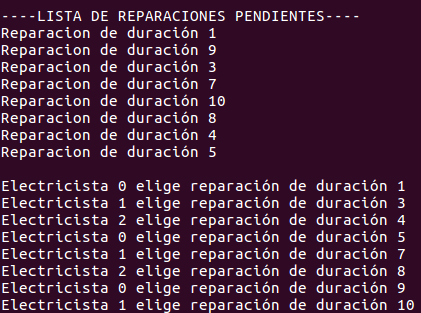 ----LISTA DE REPARACIONES PENDIENTES----
Reparacion de duración 1
Reparacion de duración 9
Reparacion de duración 3
Reparacion de duración 7
Reparacion de duración 10
Reparacion de duración 8
Reparacion de duración 4
Reparacion de duración 5
Electricista 0 elige reparación de duración 1
Electricista 1 elige reparación de duración 3
Electricista 2 elige reparación de duración 4
Electricista 0 elige reparación de duración 5
Electricista 1 elige reparación de duración 7
Electricista 2 elige reparación de duración 8
Electricista 0 elige reparación de duración 9
Electricista 1 elige reparación de duración 10